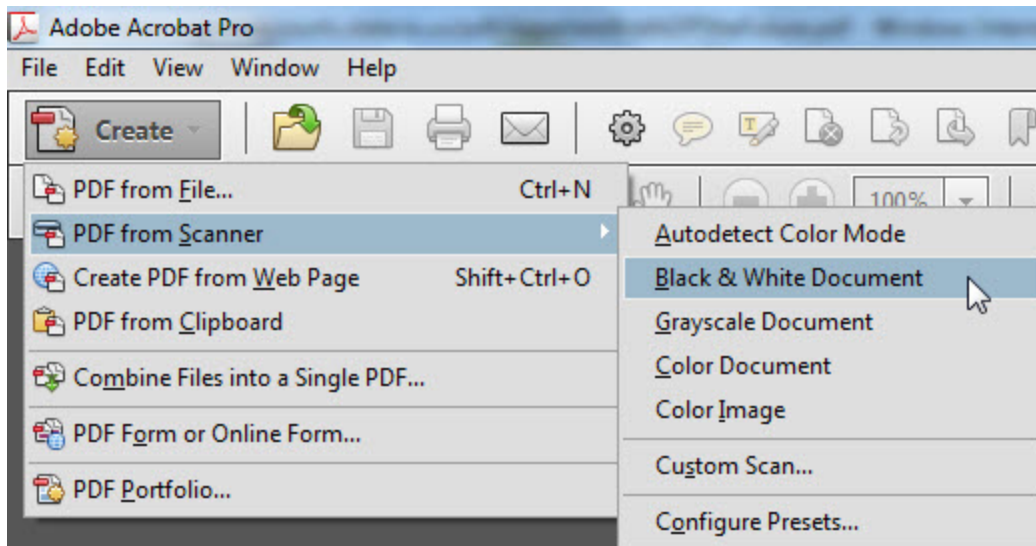 Adobe Acrobat Pro
File Edit View Window Help
Create
100%
PDF from File... Ctrl+N
PDF from Scanner
Create PDF from Web Page Shift+Ctrl+O
PDF from Clipboard
Combine Files into a Single PDF...
PDF Form or Online Form...
PDF Portfolio...
Autodetect Color Mode
Black & White Document
Grayscale Document
Color Document
Color Image
Custom Scan...
Configure Presets...